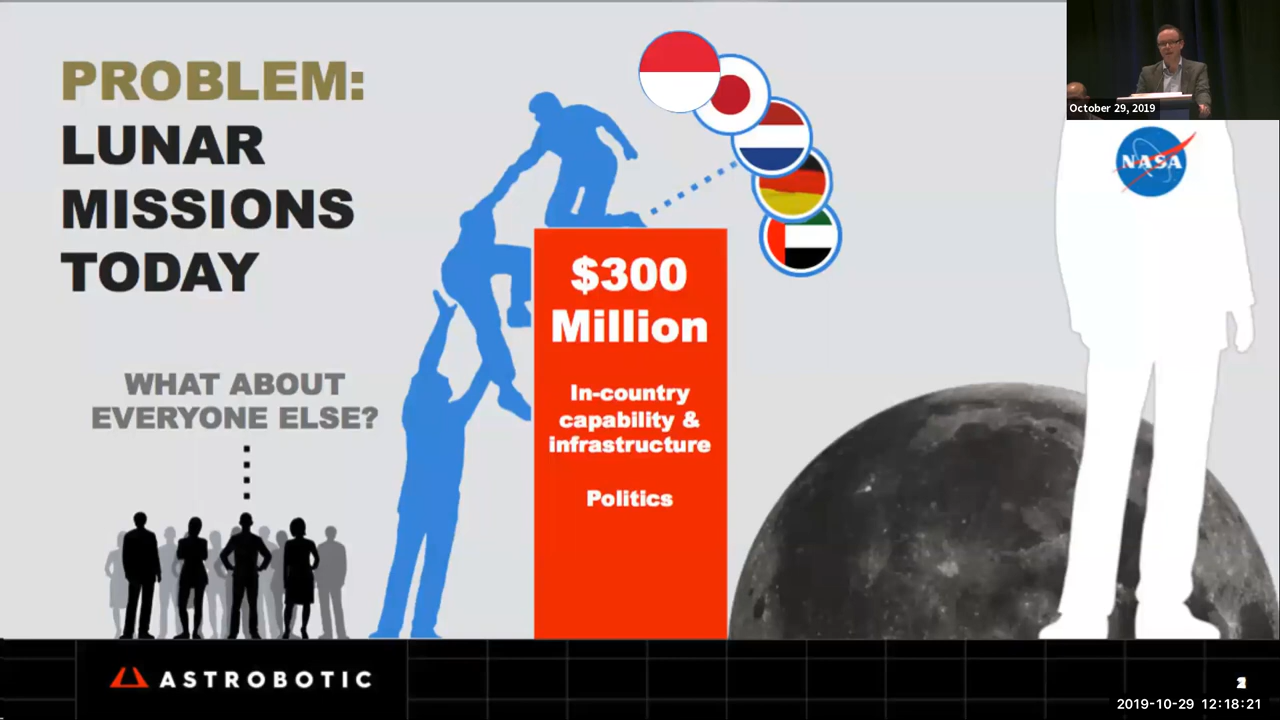 PROBLEM:
LUNAR
MISSIONS
TODAY
WHAT ABOUT
EVERYONE ELSE?
$300
Million
In-country
capability &
infrastructure
Politics
October 29, 2019
NASA
ASTROBOTIC
2019-10-29 12:18:21